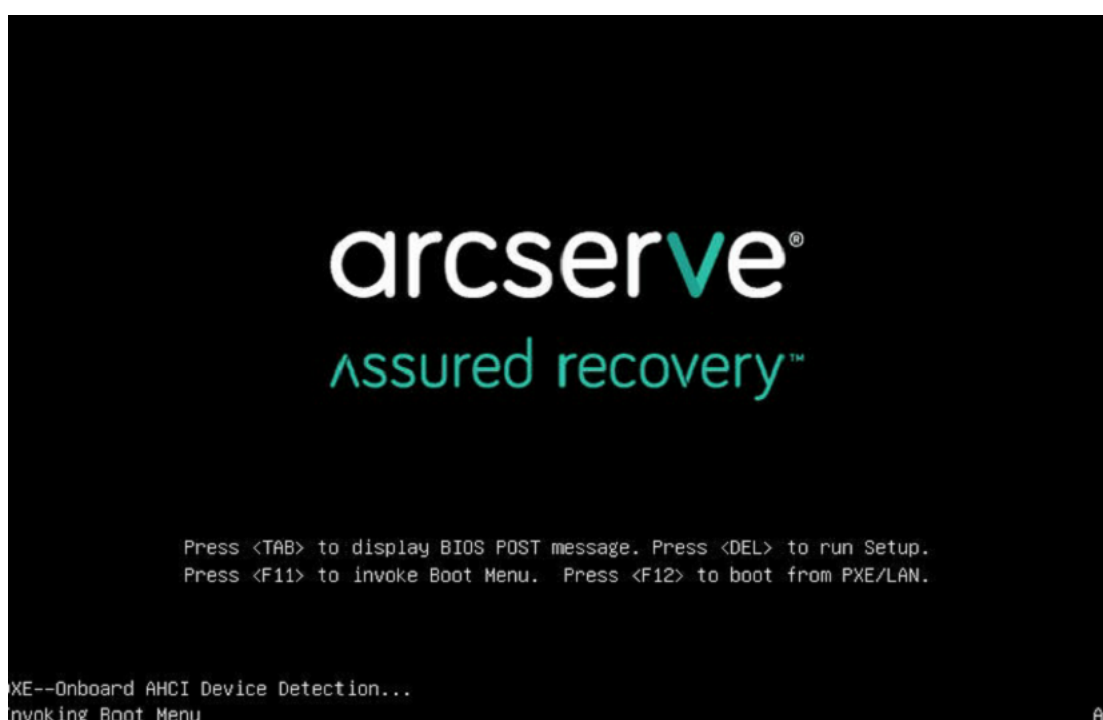 arcserve®
Assured recovery™
Press <TAB> to display BIOS POST message. Press <DEL> to run Setup.
Press <F11> to invoke Boot Menu. Press <F12> to boot from PXE/LAN.
XE--Onboard AHCI Device Detection...
nvoking Boot Menu